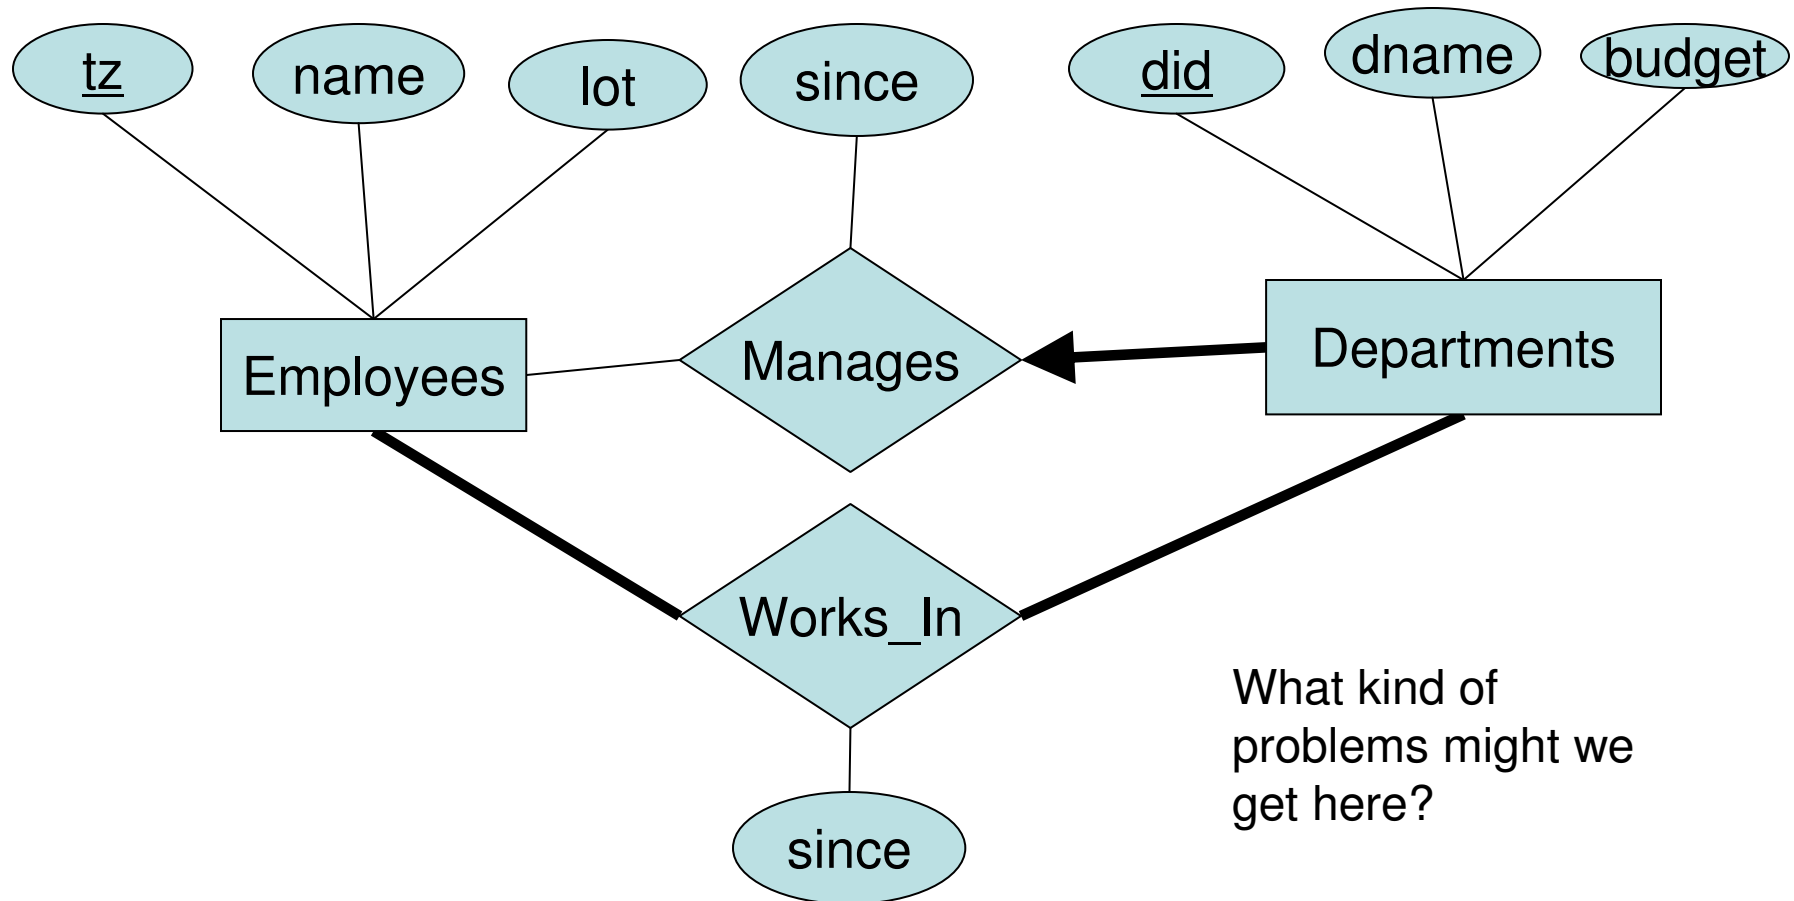 tz
name
lot
since
did
dname
budget
Employees
Manages
Departments
Works_In
since
What kind of
problems might we
get here?